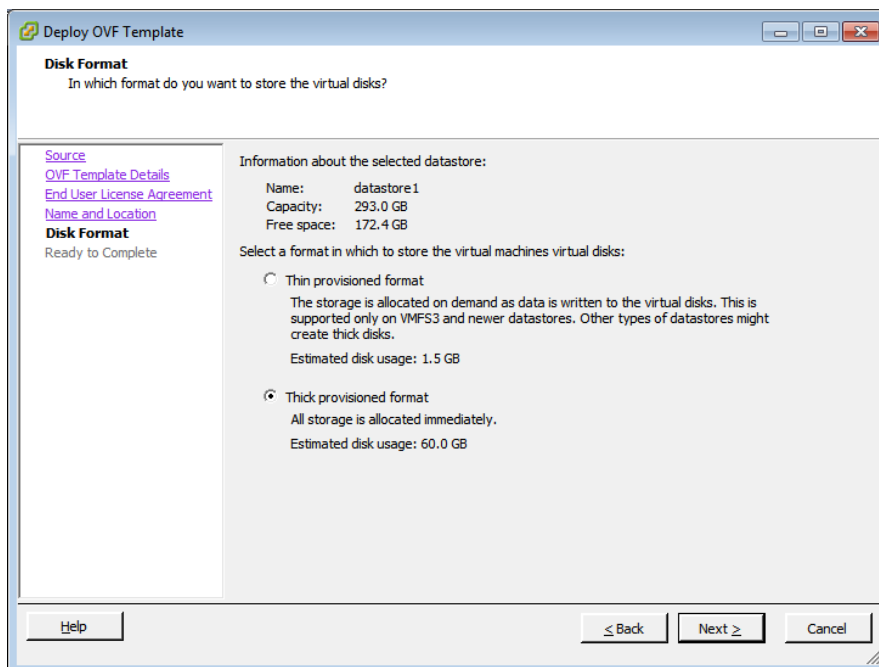 Deploy OVF Template
Disk Format
In which format do you want to store the virtual disks?
Source
OVF Template Details
End User License Agreement
Name and Location
Disk Format
Ready to Complete
Information about the selected datastore:
Name: datastore1
Capacity: 293.0 GB
Free space: 172.4 GB
Select a format in which to store the virtual machines virtual disks:
Thin provisioned format
The storage is allocated on demand as data is written to the virtual disks. This is
supported only on VMFS3 and newer datastores. Other types of datastores might
create thick disks.
Estimated disk usage: 1.5 GB
Thick provisioned format
All storage is allocated immediately.
Estimated disk usage: 60.0 GB
Help
< Back
Next >
Cancel